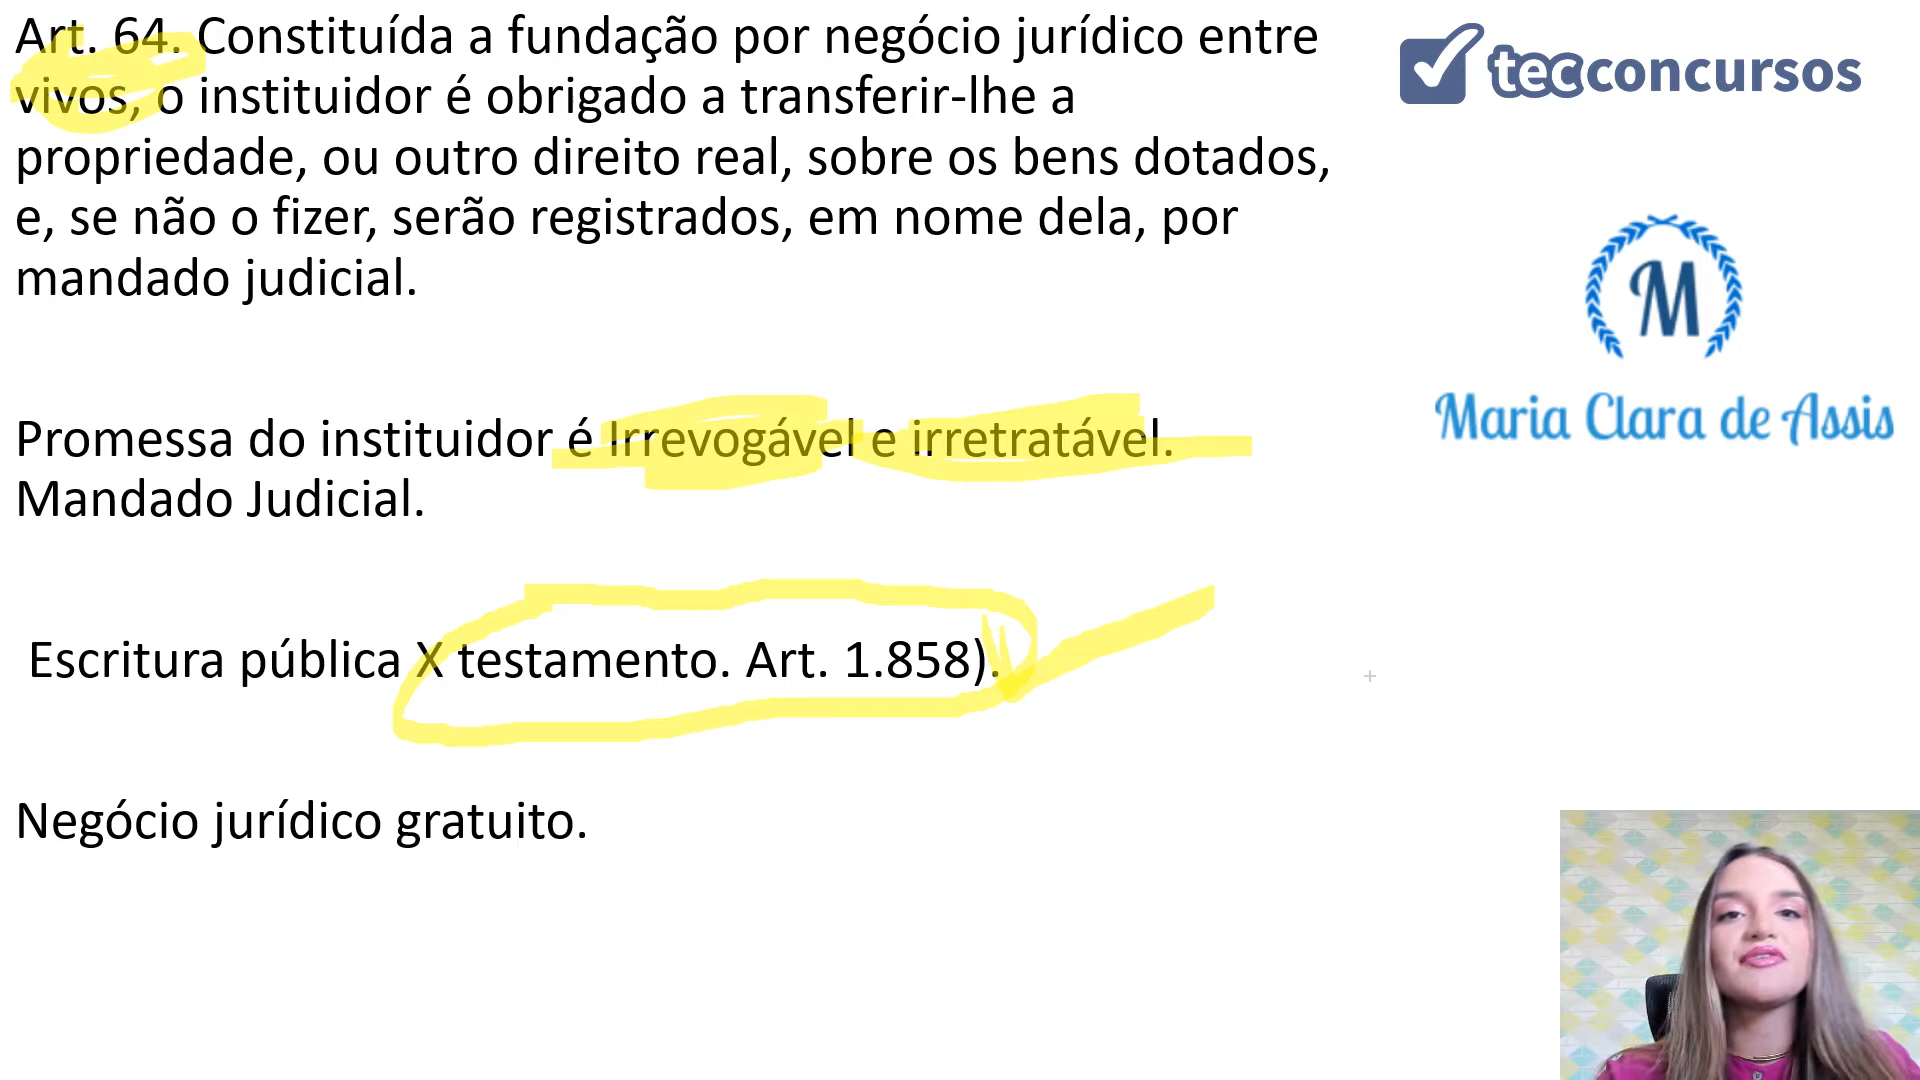 Art. 64. Constituída a fundação por negócio jurídico entre
vivos, o instituidor é obrigado a transferir-lhe a
propriedade, ou outro direito real, sobre os bens dotados,
e, se não o fizer, serão registrados, em nome dela, por
mandado judicial.
Promessa do instituidor é Irrevogável e irretratável.
Mandado Judicial.
Escritura pública X testamento. Art. 1.858).
Negócio jurídico gratuito.
tecconcursos
M
Maria Clara de Assis